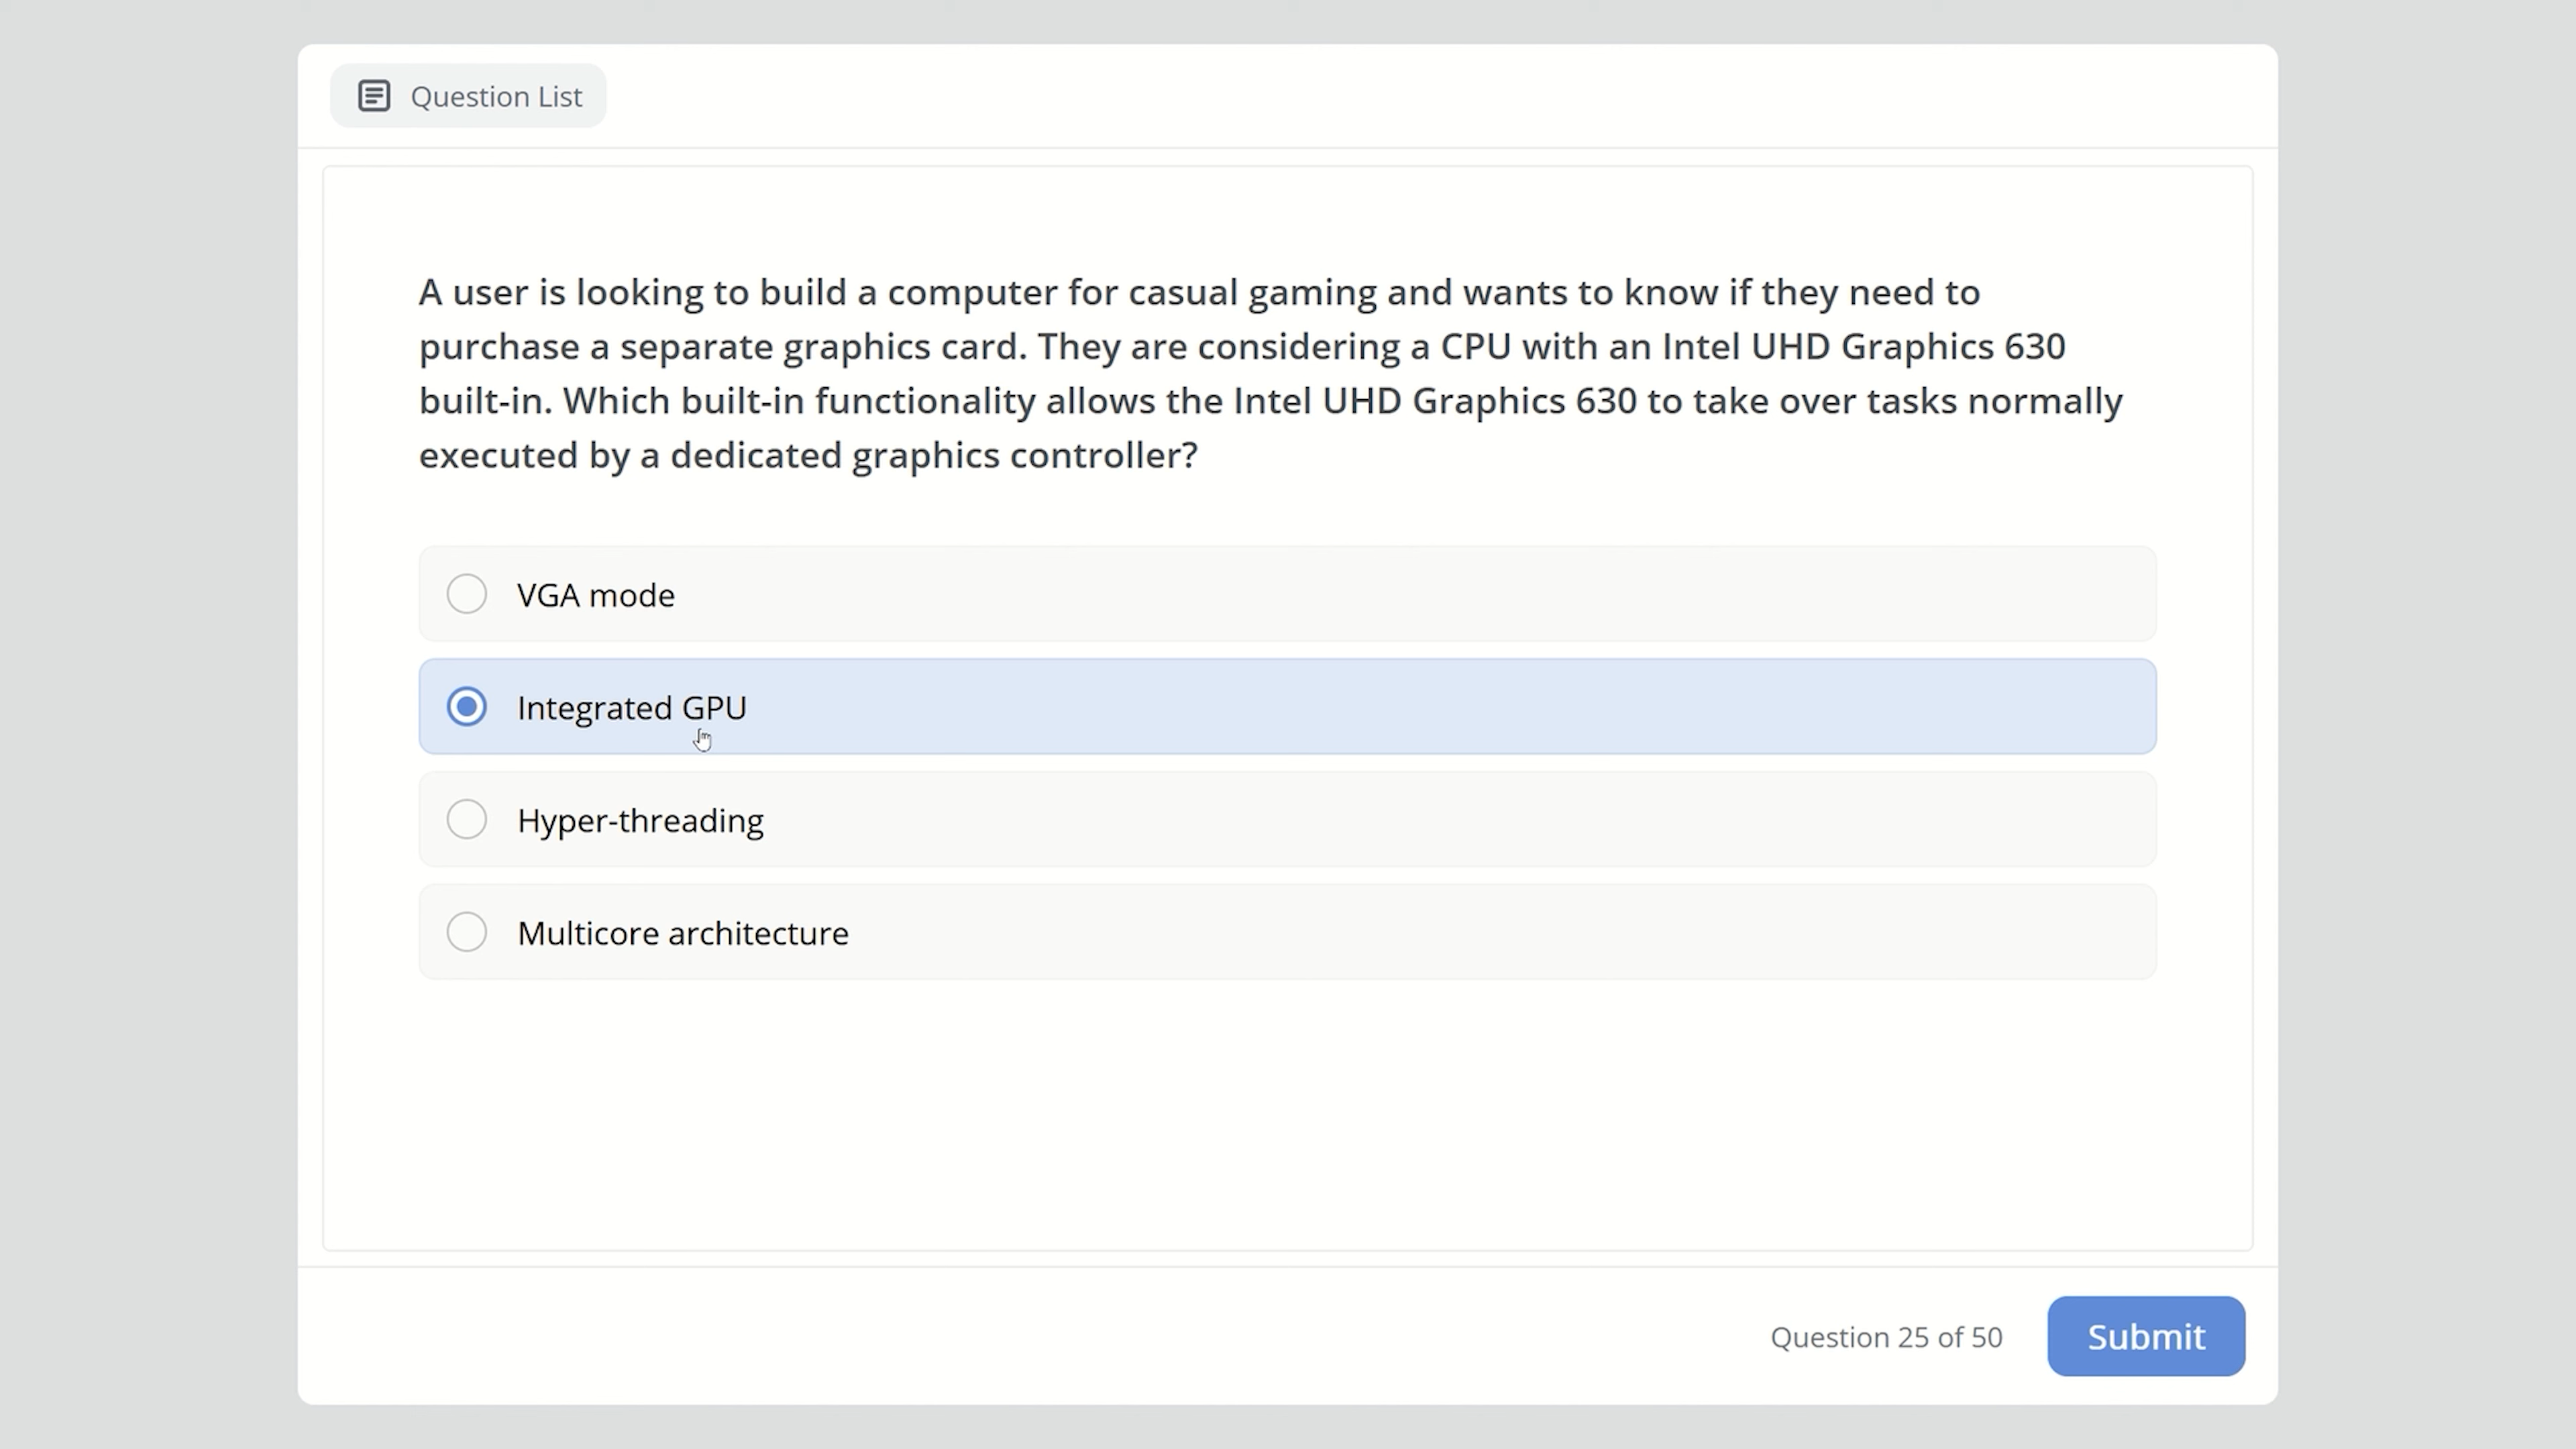 Question List
A user is looking to build a computer for casual gaming and wants to know if they need to
purchase a separate graphics card. They are considering a CPU with an Intel UHD Graphics 630
built-in. Which built-in functionality allows the Intel UHD Graphics 630 to take over tasks normally
executed by a dedicated graphics controller?
VGA mode
Integrated GPU
Hyper-threading
Multicore architecture
Question 25 of 50
Submit